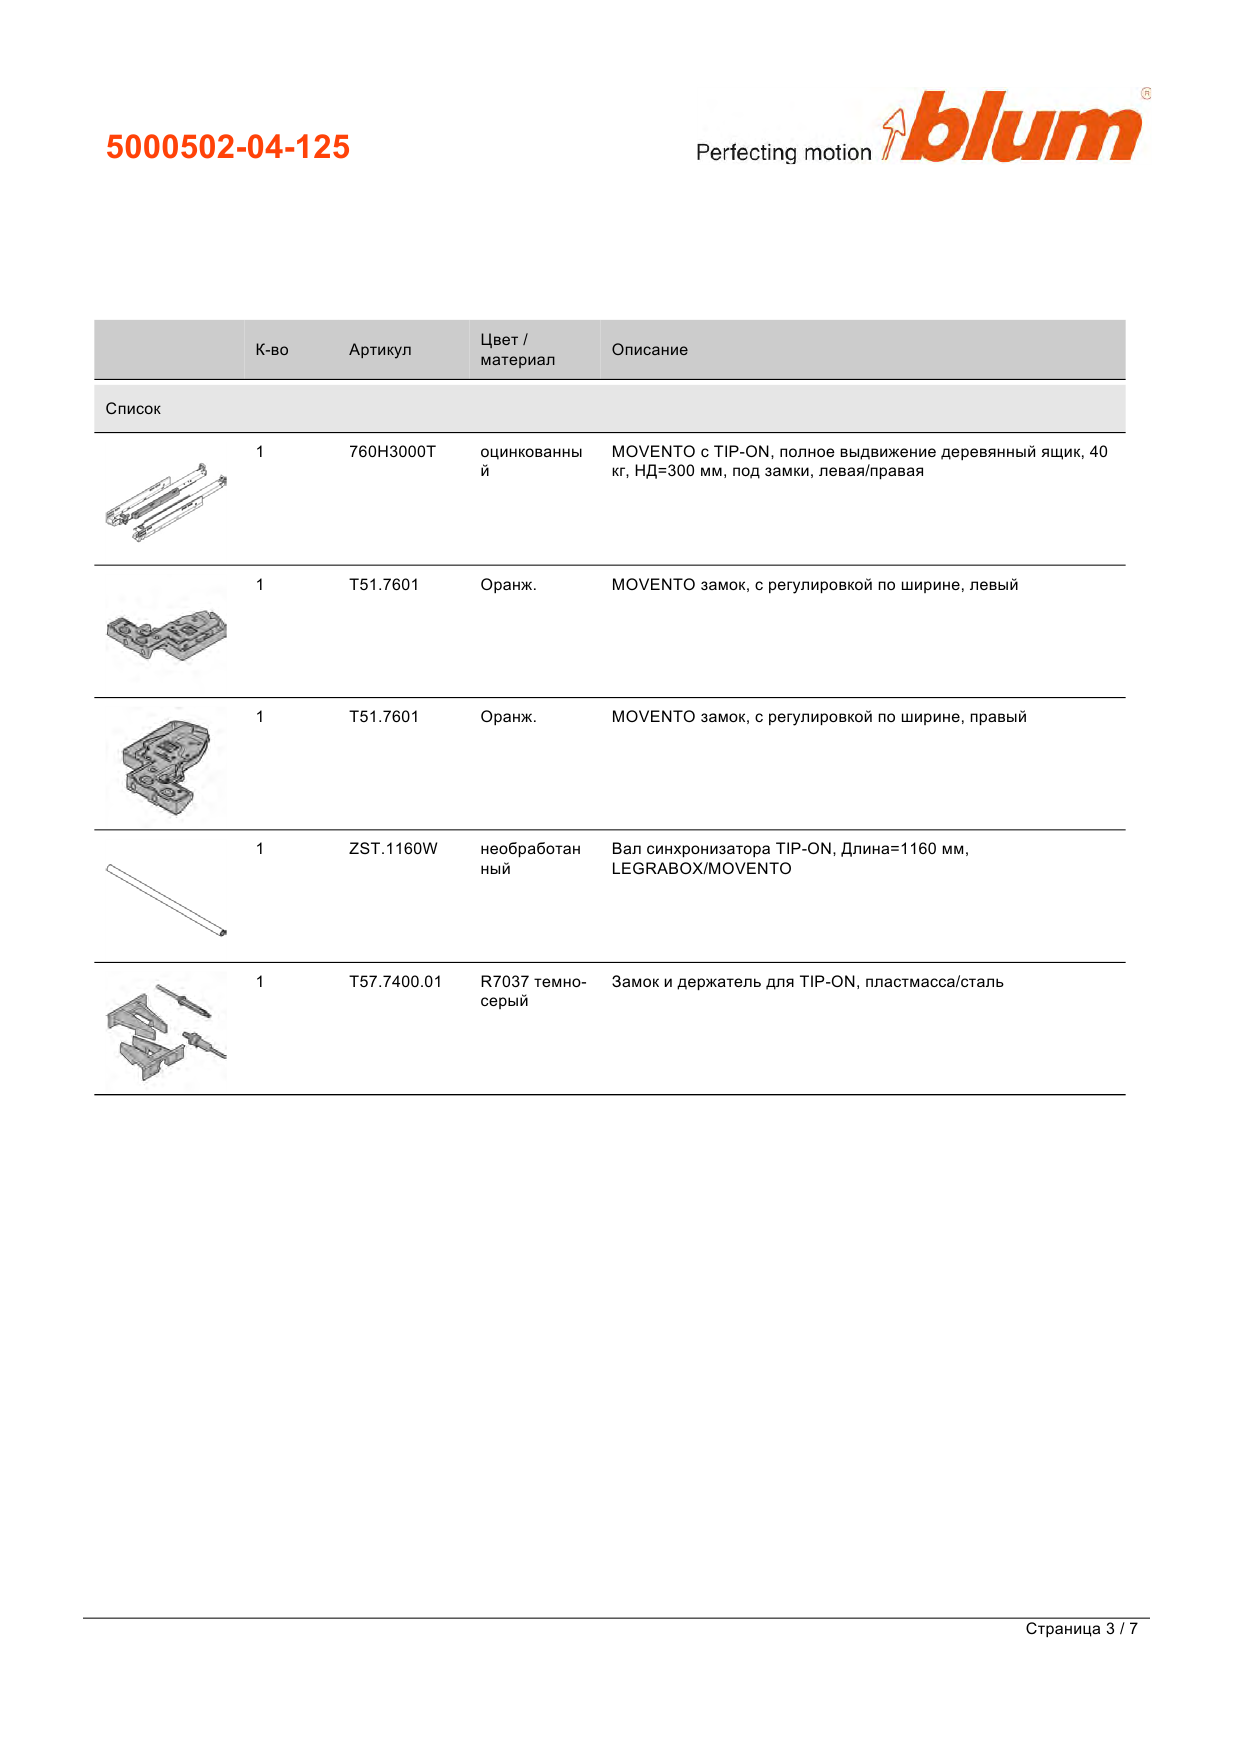 5000502-04-125
Perfecting motion
blum®
К-во
Артикул
Цвет /
материал
Описание
Список
1
760H3000T
оцинкованны
й
MOVENTO с TIP-ON, полное выдвижение деревянный ящик, 40
кг, НД=300 мм, под замки, левая/правая
1
T51.7601
Оранж.
MOVENTO замок, с регулировкой по ширине, левый
1
T51.7601
Оранж.
MOVENTO замок, с регулировкой по ширине, правый
1
ZST.1160W
необработан
ный
Вал синхронизатора TIP-ON, Длина=1160 мм,
LEGRABOX/MOVENTO
1
T57.7400.01
R7037 темно-
серый
Замок и держатель для TIP-ON, пластмасса/сталь
Страница 3 / 7